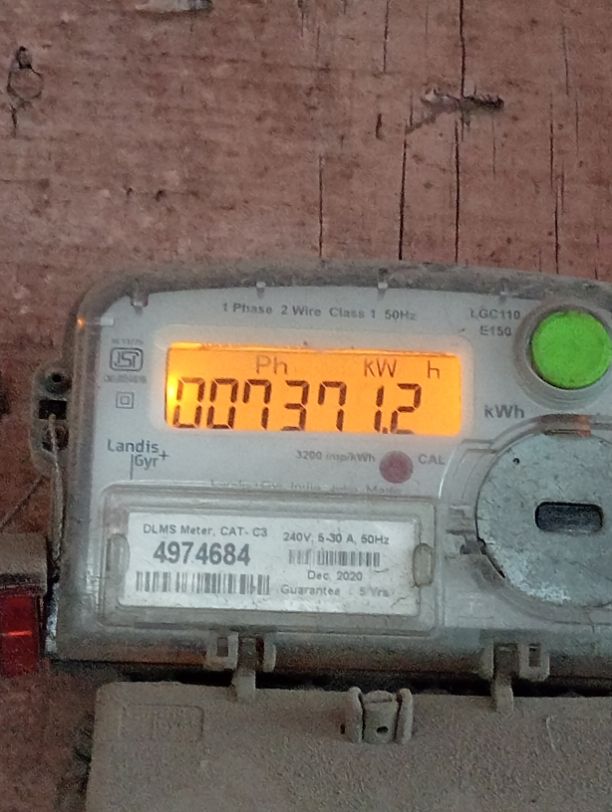 1 Phase 2 Wire Class 1 50Hz
LGC110
E150
Ph kW h
007371.2
kWh
Landis
Gyr+
3200 imp/kWh
CAL
DLMS Meter, CAT- C3
4974684
240V, 5-30 A, 50Hz
Dec, 2020
Guarantee : 5 Yrs